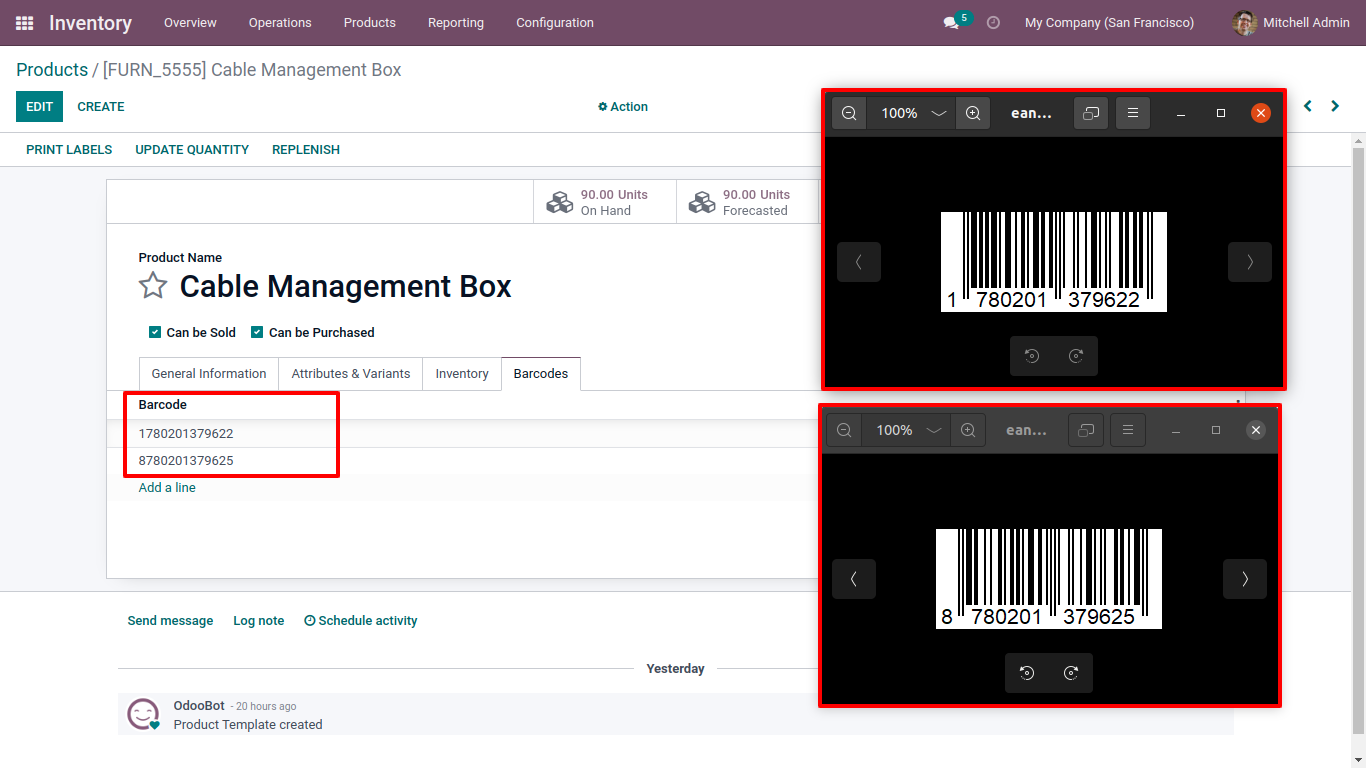 Inventory Overview Operations Products Reporting Configuration 5 My Company (San Francisco) Mitchell Admin
Products / [FURN_5555] Cable Management Box
EDIT CREATE Action
PRINT LABELS UPDATE QUANTITY REPLENISH
90.00 Units
On Hand
90.00 Units
Forecasted
Product Name
Cable Management Box
Can be Sold Can be Purchased
General Information Attributes & Variants Inventory Barcodes
Barcode
1780201379622
8780201379625
Add a line
100% ean...
1 780201 379622
100% ean...
8 780201 379625
Send message Log note Schedule activity
Yesterday
OdooBot - 20 hours ago
Product Template created